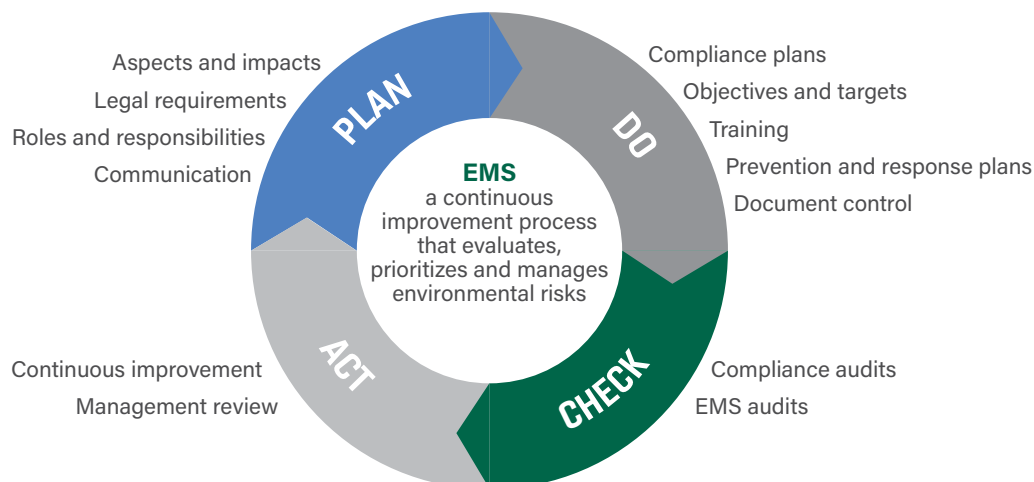 PLAN
Aspects and impacts
Legal requirements
Roles and responsibilities
Communication
DO
Compliance plans
Objectives and targets
Training
Prevention and response plans
Document control
EMS
a continuous
improvement process
that evaluates,
prioritizes and manages
environmental risks
CHECK
Compliance audits
EMS audits
ACT
Continuous improvement
Management review